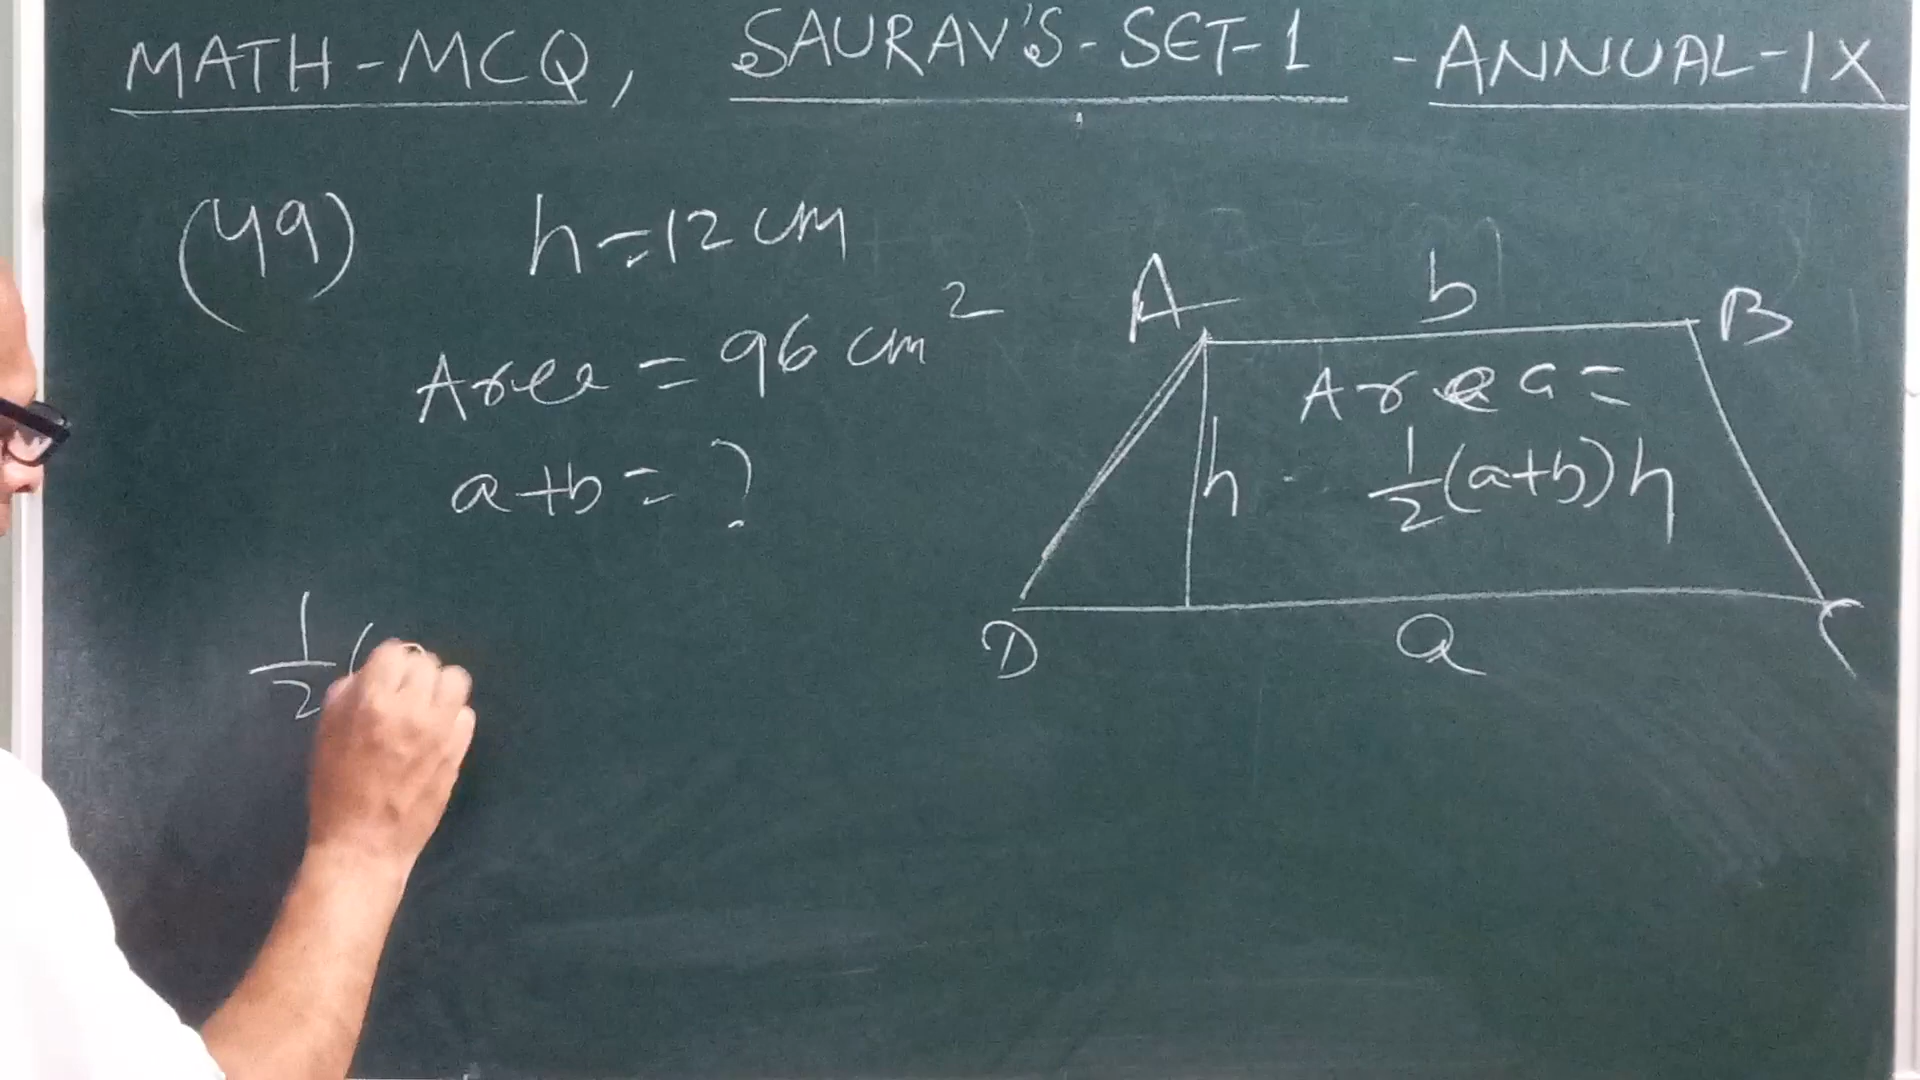 MATH-MCQ, SAURAV'S-SET-1 -ANNUAL-IX
(49) h=12 cm
Area = 96 cm²
a+b = ?
1/2 (
A b B
Area =
h 1/2 (a+b) h
D a C